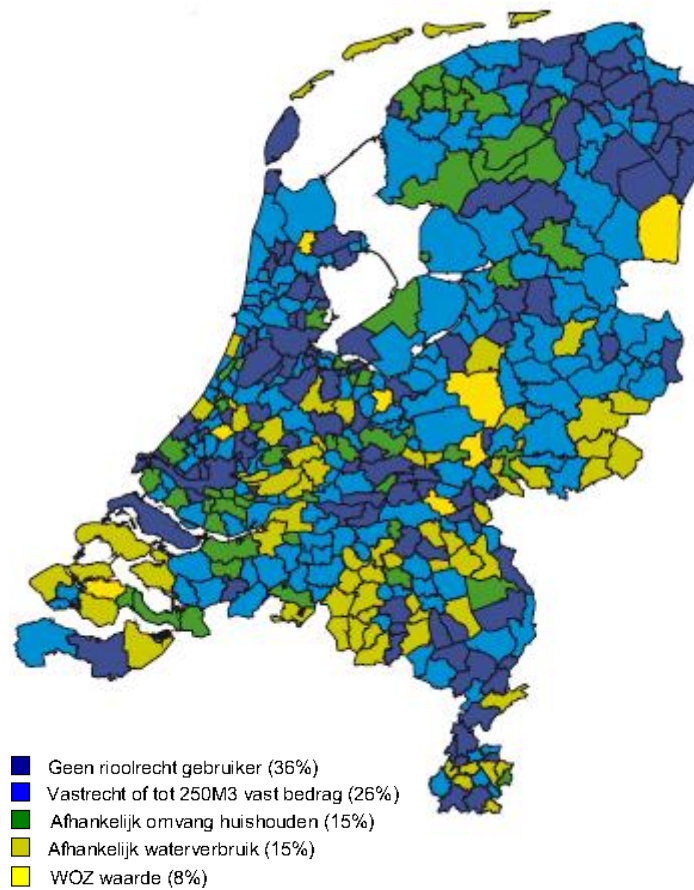 Geen rioolrecht gebruiker (36%)
Vastrecht of tot 250M3 vast bedrag (26%)
Afhankelijk omvang huishouden (15%)
Afhankelijk waterverbruik (15%)
WOZ waarde (8%)